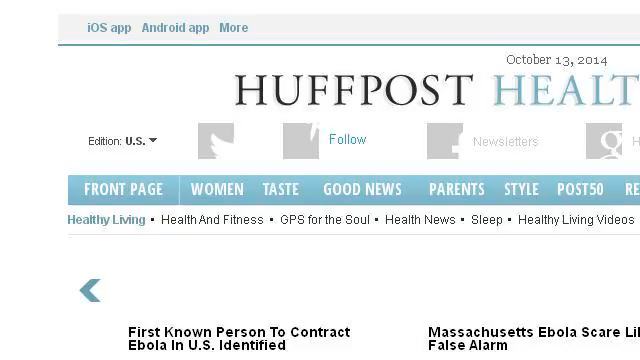 iOS app Android app More
October 13, 2014
HUFFPOST HEALT
Edition: U.S. Follow Newsletters H
FRONT PAGE WOMEN TASTE GOOD NEWS PARENTS STYLE POST50 RE
Healthy Living • Health And Fitness • GPS for the Soul • Health News • Sleep • Healthy Living Videos
First Known Person To Contract
Ebola In U.S. Identified
Massachusetts Ebola Scare Li
False Alarm